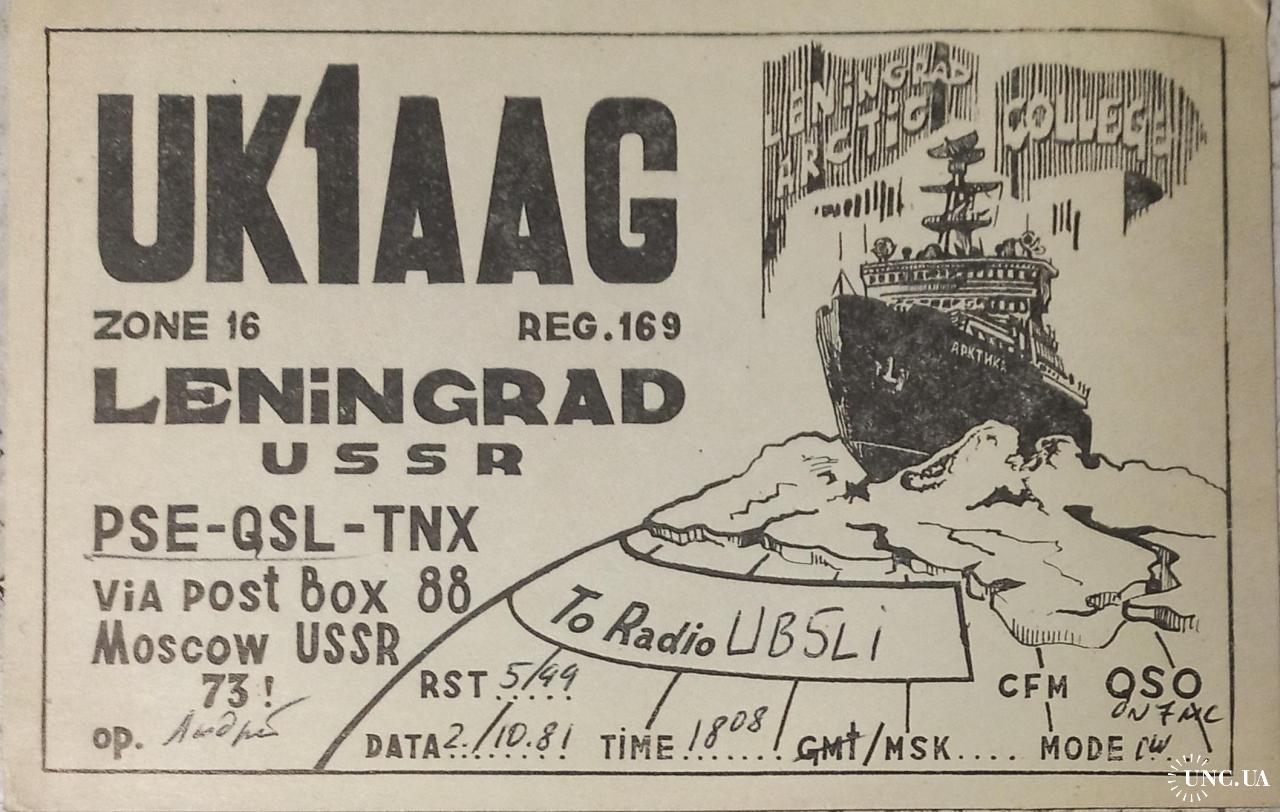 UK1AAG
LENiNGRAD
ARCTiC COLLEGE
ZONE 16 REG.169
LENiNGRAD
USSR
АРКТИКА
PSE-QSL-TNX
ViA post Box 88
Moscow USSR
73!
op. Андрей
To Radio UB5Li
RST 5/99
DATA 2./10.81 TiME 1808 GMt/MSK....
CFM QSO
ON 7 MC
MODE CW
UNC.UA